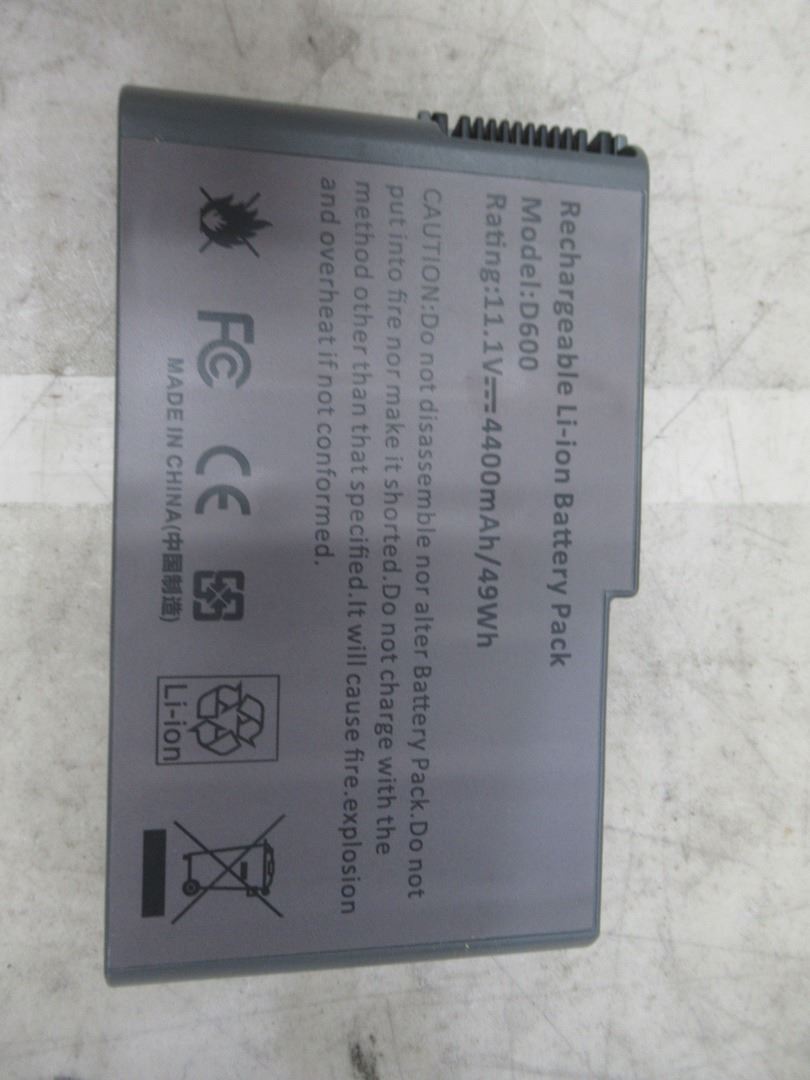 Rechargeable Li-ion Battery Pack
Model:D600
Rating:11.1V⎓4400mAh/49Wh
CAUTION:Do not disassemble nor alter Battery Pack.Do not
put into fire nor make it shorted.Do not charge with the
method other than that specified.It will cause fire.explosion
and overheat if not conformed.
FC CE
Li-ion
MADE IN CHINA(中国制造)